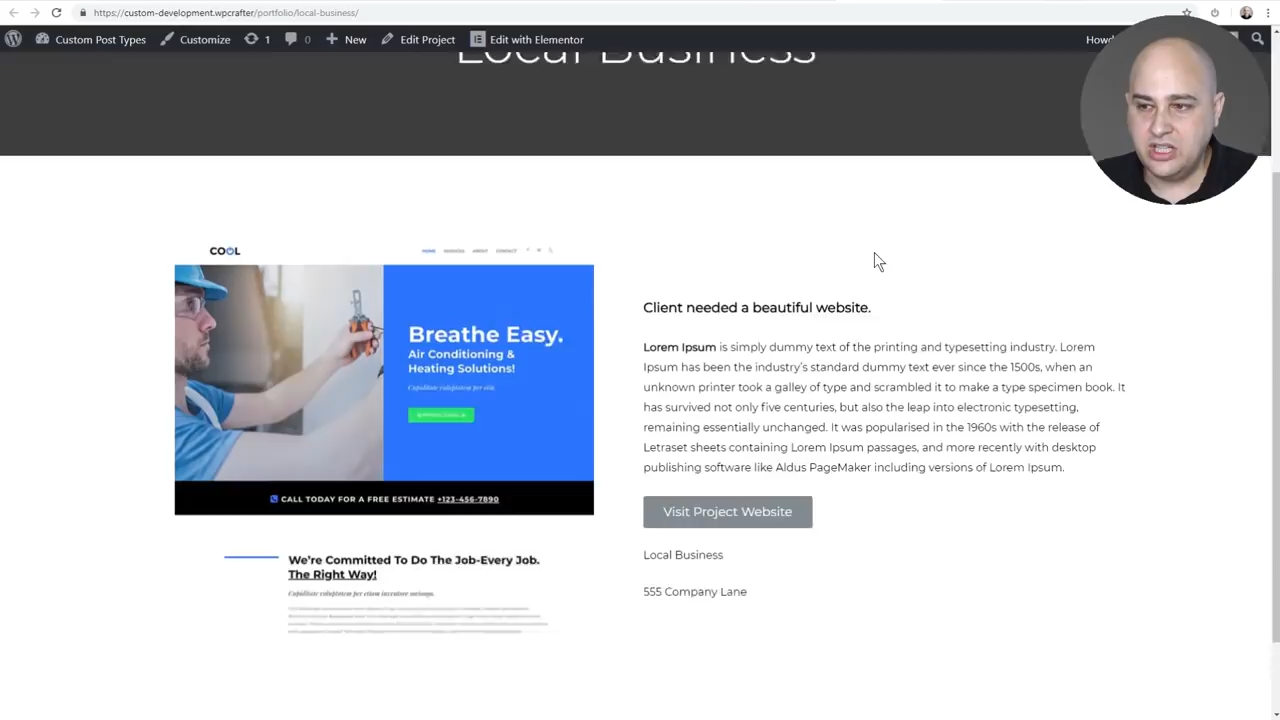 https://custom-development.wpcrafter.com/portfolio/local-business/
Custom Post Types
Customize
1
0
New
Edit Project
Edit with Elementor
Howd
Local Business
COOL
HOME
SERVICES
ABOUT
CONTACT
Breathe Easy.
Air Conditioning &
Heating Solutions!
CALL TODAY FOR A FREE ESTIMATE +123-456-7890
We're Committed To Do The Job-Every Job.
The Right Way!
Client needed a beautiful website.
Lorem Ipsum is simply dummy text of the printing and typesetting industry. Lorem
Ipsum has been the industry's standard dummy text ever since the 1500s, when an
unknown printer took a galley of type and scrambled it to make a type specimen book. It
has survived not only five centuries, but also the leap into electronic typesetting,
remaining essentially unchanged. It was popularised in the 1960s with the release of
Letraset sheets containing Lorem Ipsum passages, and more recently with desktop
publishing software like Aldus PageMaker including versions of Lorem Ipsum.
Visit Project Website
Local Business
555 Company Lane